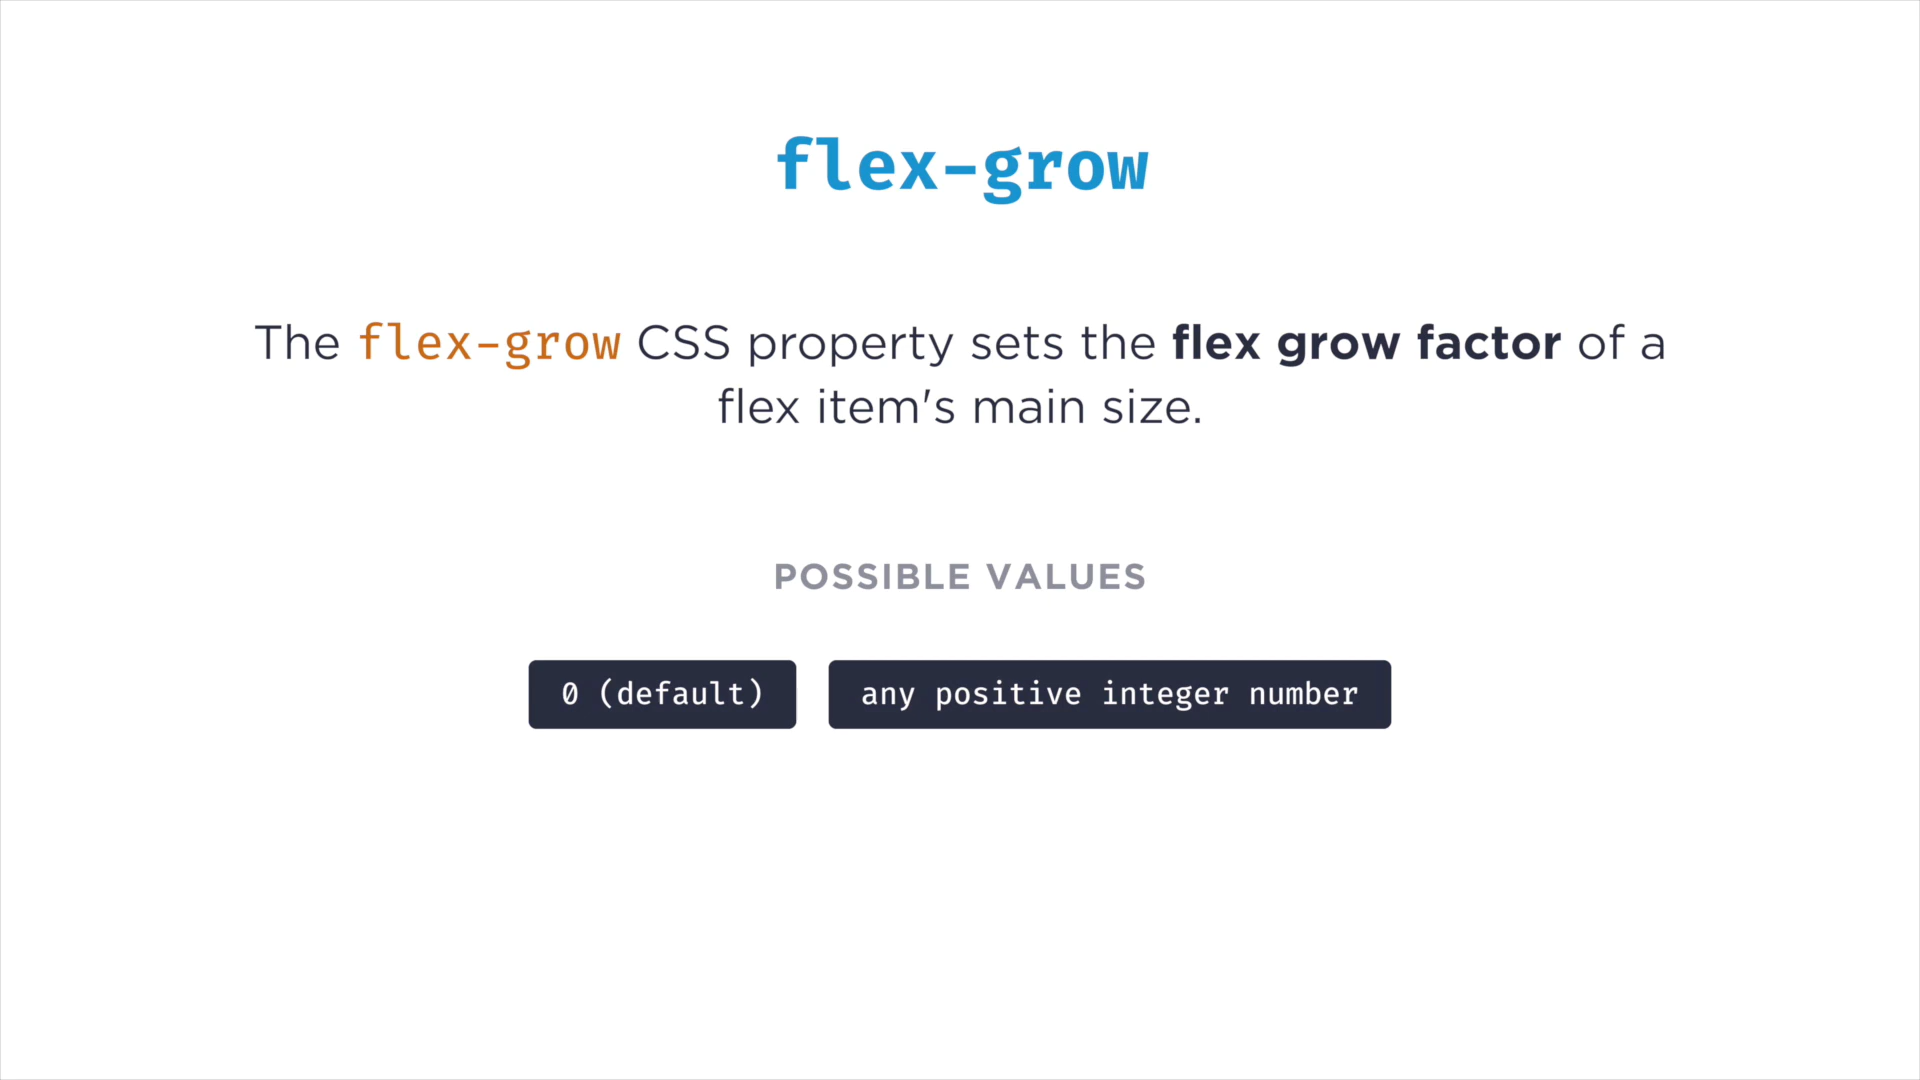 flex-grow
The flex-grow CSS property sets the flex grow factor of a
flex item's main size.
POSSIBLE VALUES
0 (default) any positive integer number